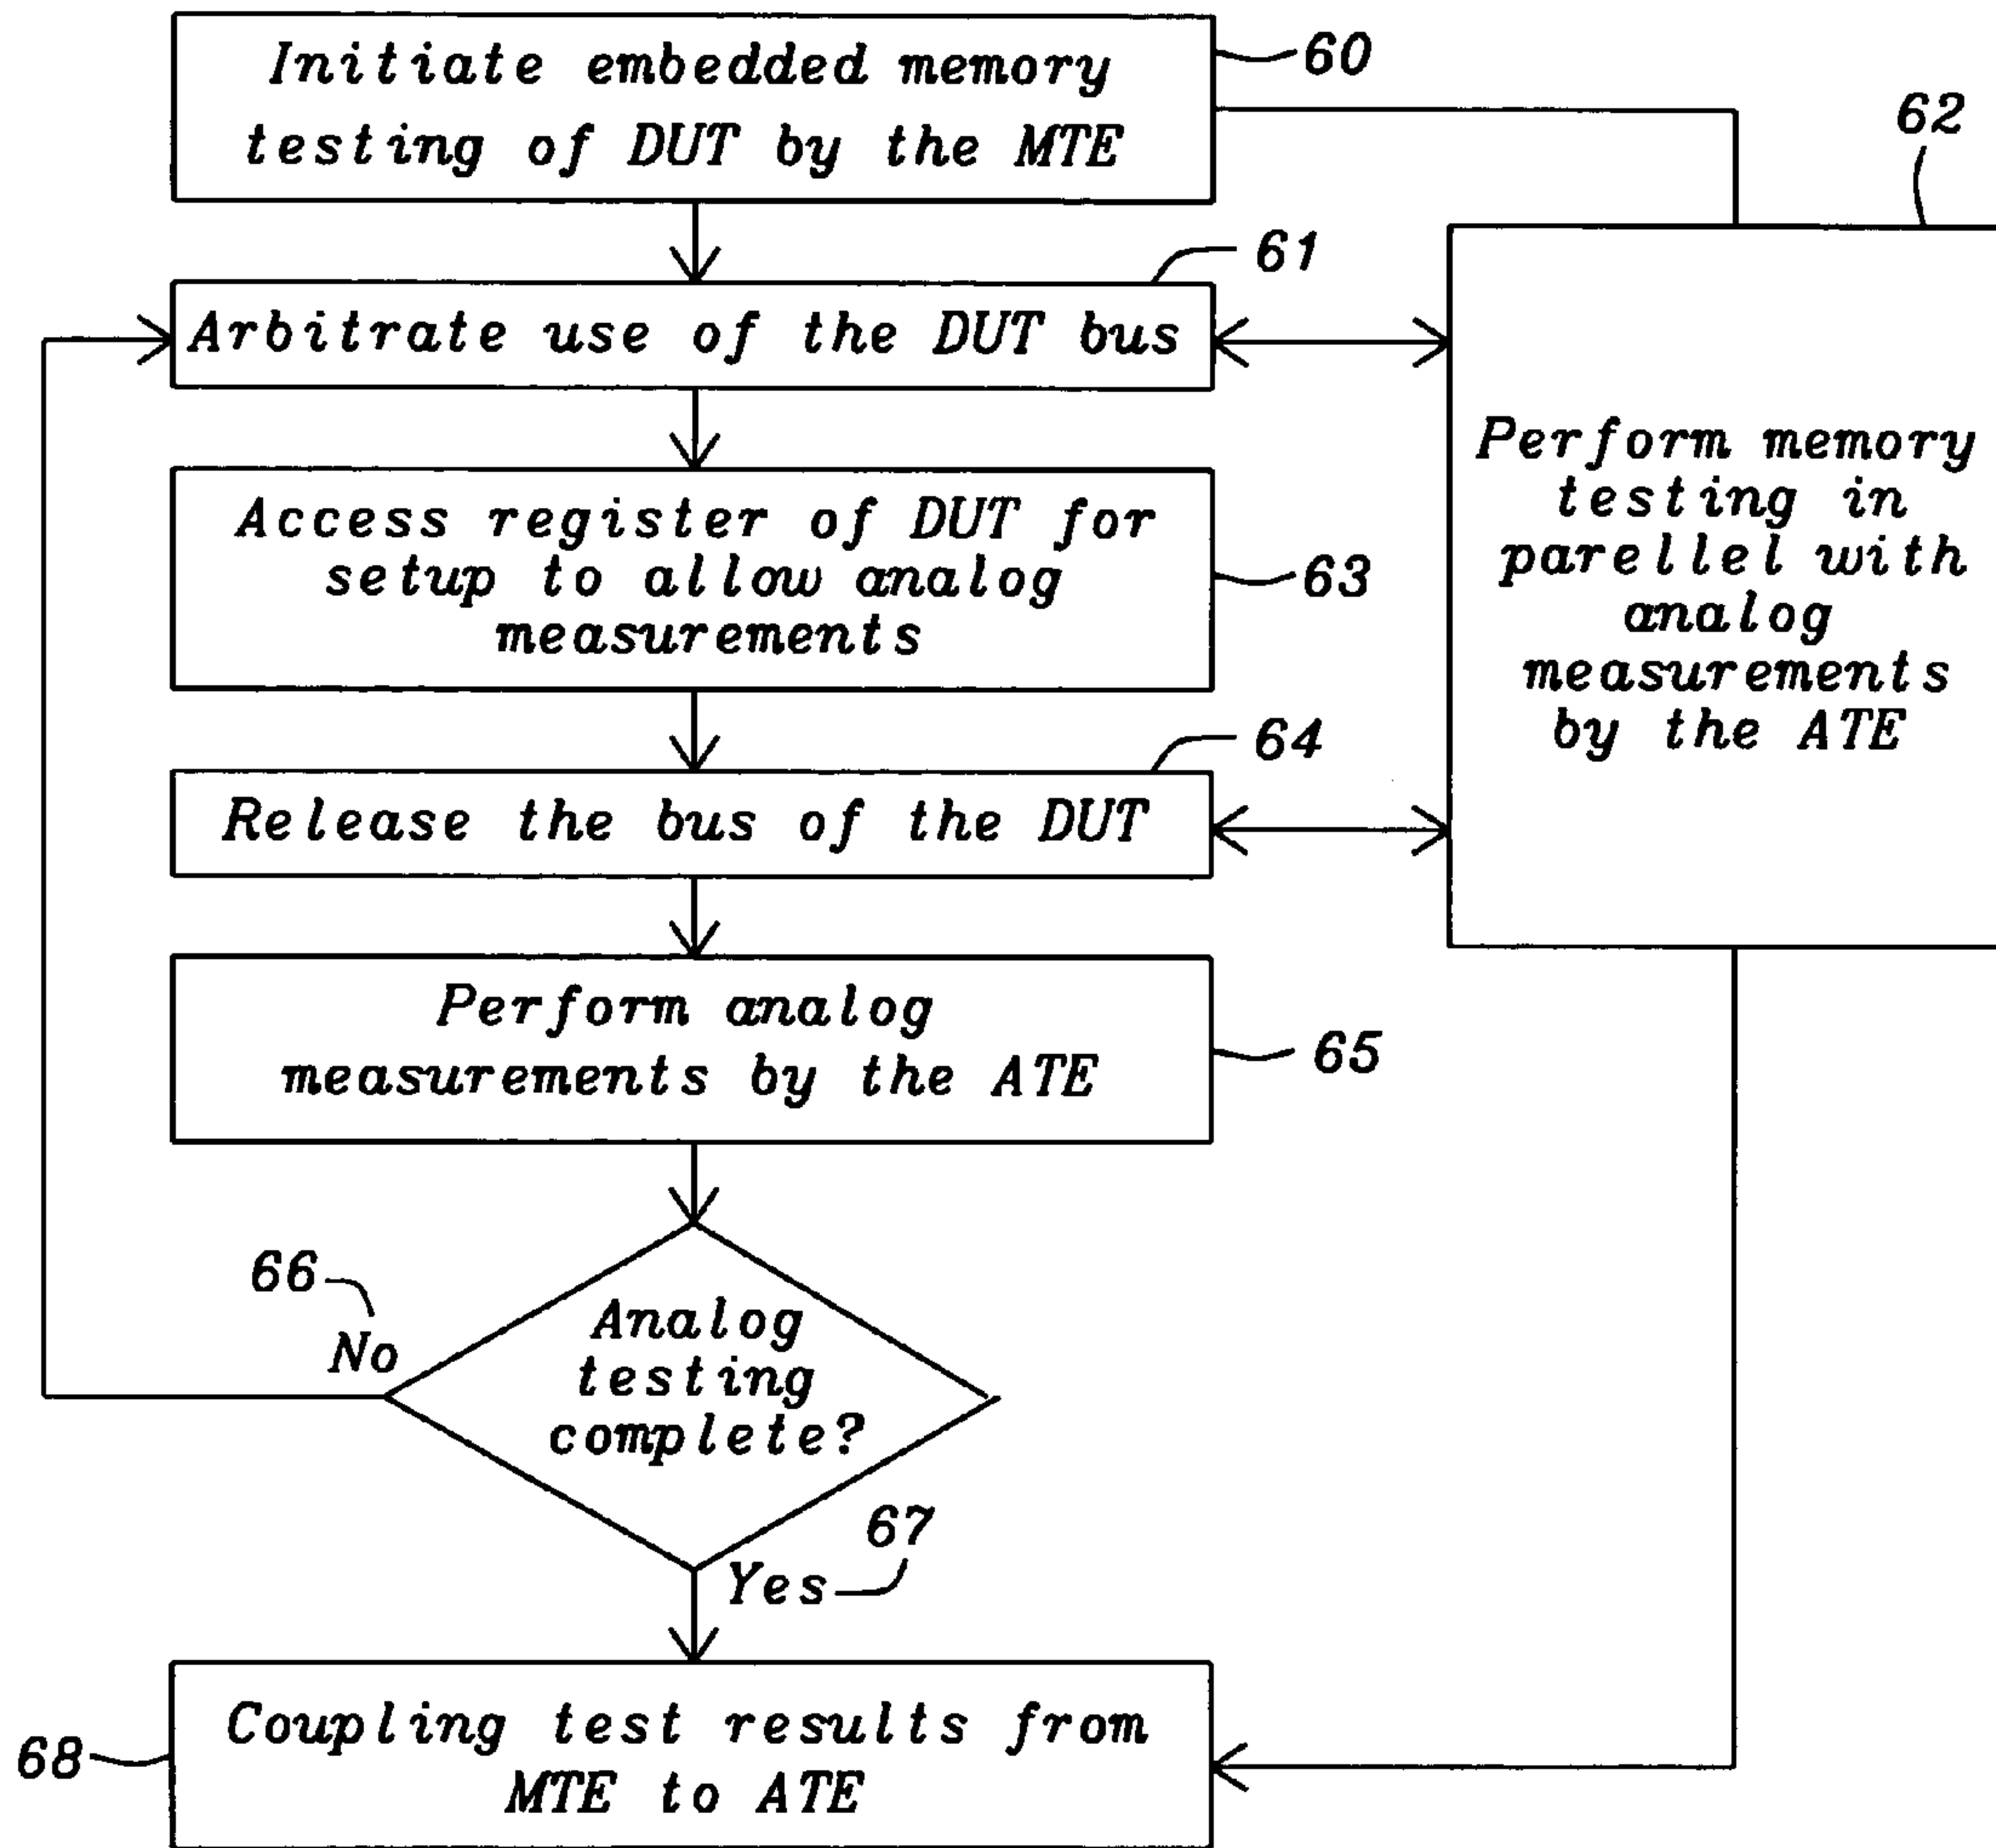 Initiate embedded memory
testing of DUT by the MTE
60
62
61
Arbitrate use of the DUT bus
Perform memory
testing in
parellel with
analog
measurements
by the ATE
Access register of DUT for
setup to allow analog
measurements
63
64
Release the bus of the DUT
Perform analog
measurements by the ATE
65
66
No
Analog
testing
complete?
67
Yes
68
Coupling test results from
MTE to ATE